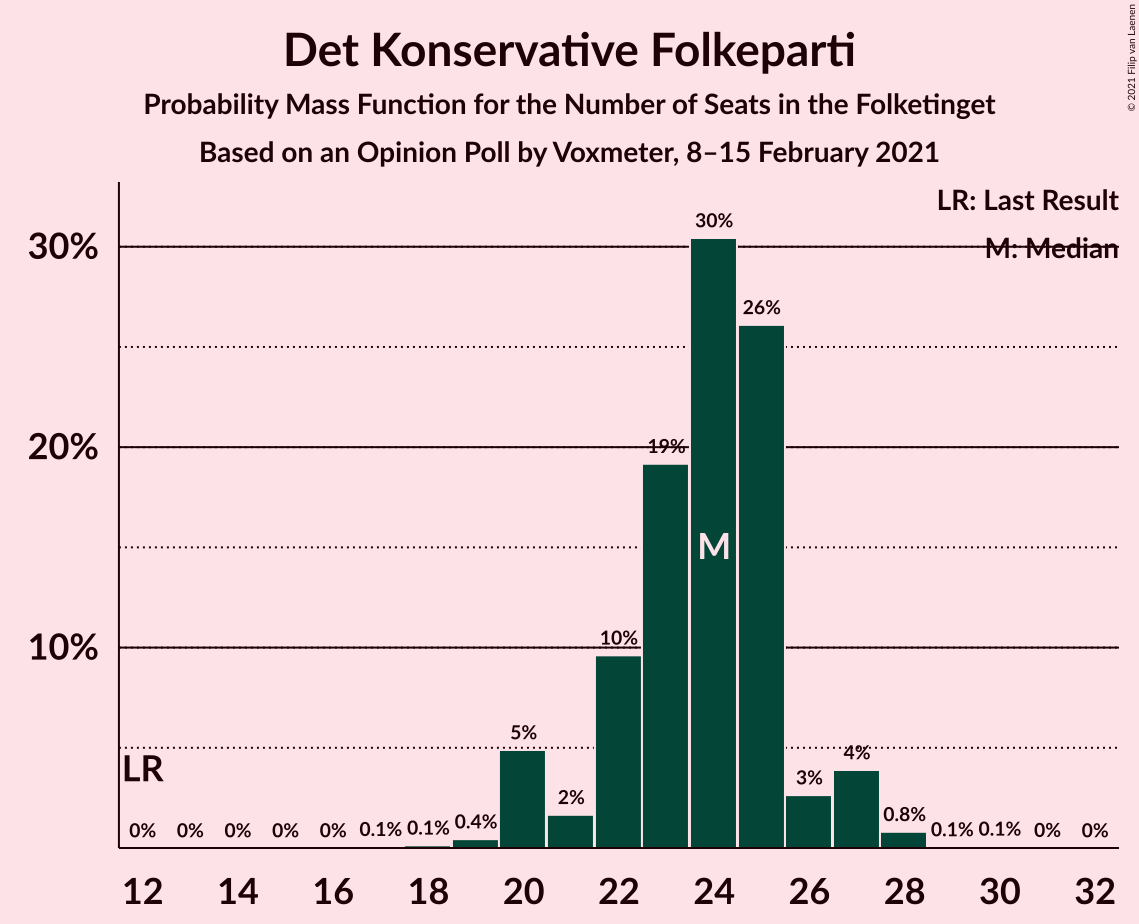 © 2021 Filip van Laenen
Det Konservative Folkeparti
Probability Mass Function for the Number of Seats in the Folketinget
Based on an Opinion Poll by Voxmeter, 8–15 February 2021
LR: Last Result
M: Median
30%
20%
10%
30%
26%
19%
M
10%
5%
4%
LR
3%
2%
0.8%
0% 0% 0% 0% 0% 0.1% 0.1% 0.4% 0.1% 0.1% 0% 0%
12 14 16 18 20 22 24 26 28 30 32